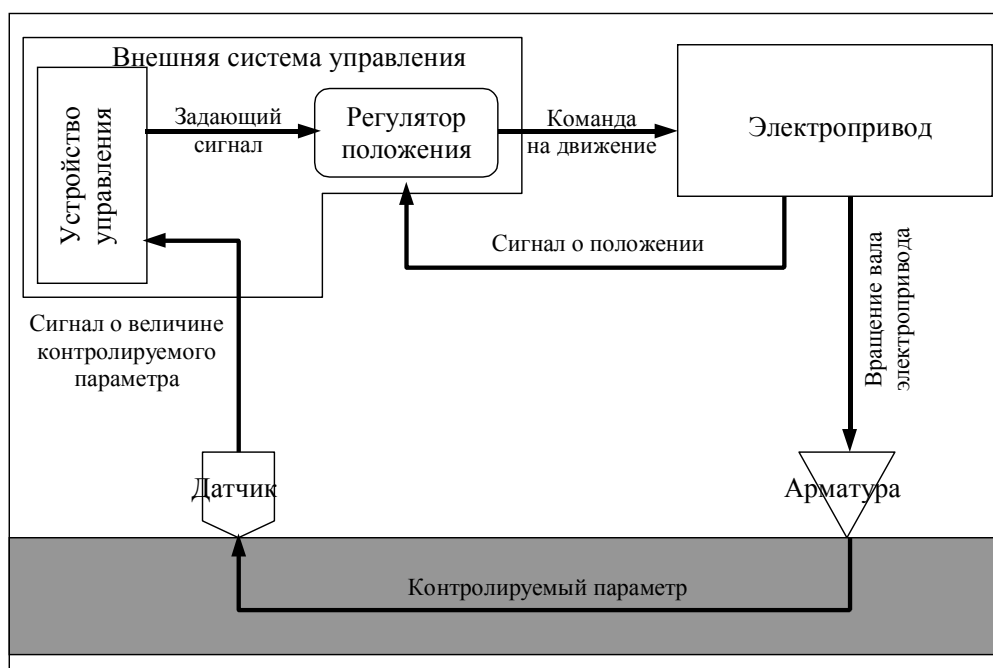 Внешняя система управления
Устройство
управления
Задающий
сигнал
Регулятор
положения
Команда
на движение
Электропривод
Сигнал о положении
Вращение вала
электропривода
Сигнал о величине
контролируемого
параметра
Датчик
Арматура
Контролируемый параметр